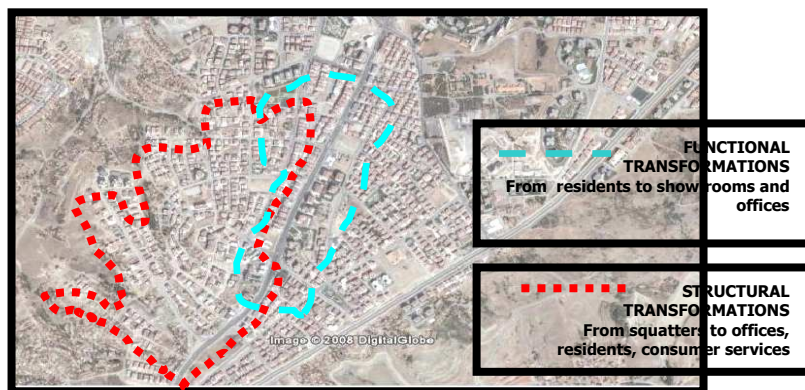 FUNCTIONAL
TRANSFORMATIONS
From residents to show rooms and
offices
STRUCTURAL
TRANSFORMATIONS
From squatters to offices,
residents, consumer services
Image © 2008 DigitalGlobe